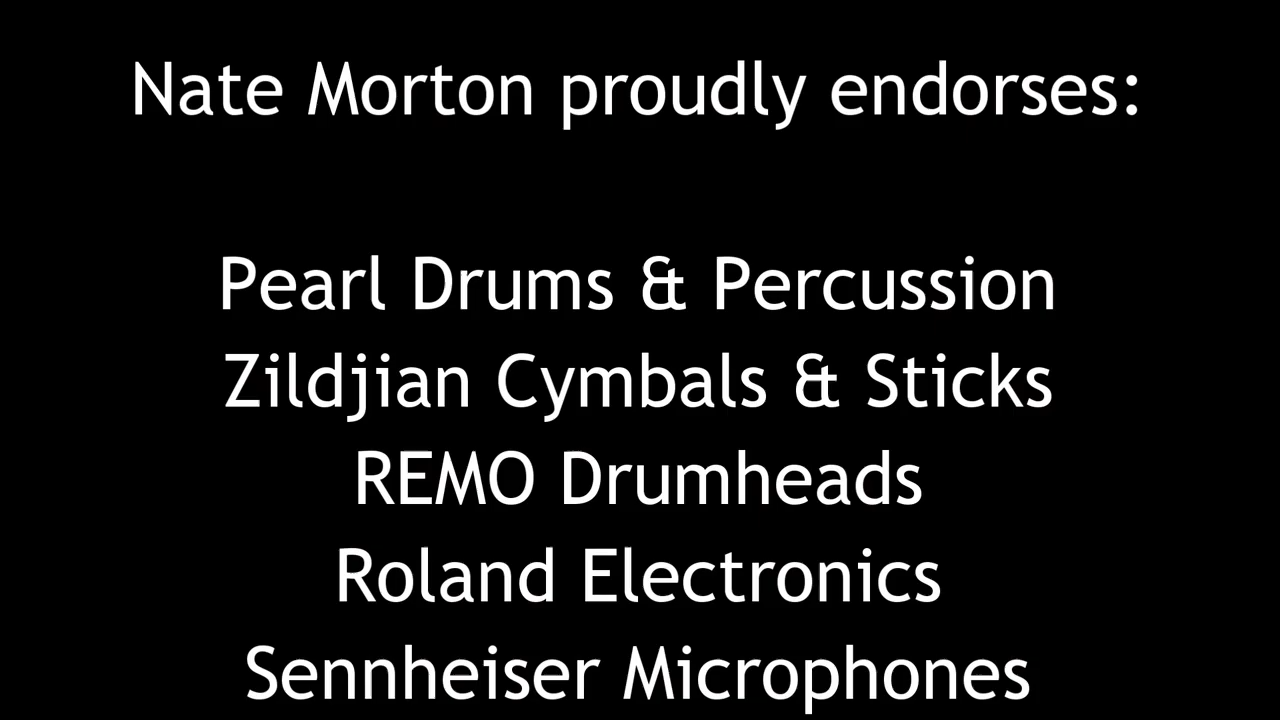 Nate Morton proudly endorses:
Pearl Drums & Percussion
Zildjian Cymbals & Sticks
REMO Drumheads
Roland Electronics
Sennheiser Microphones